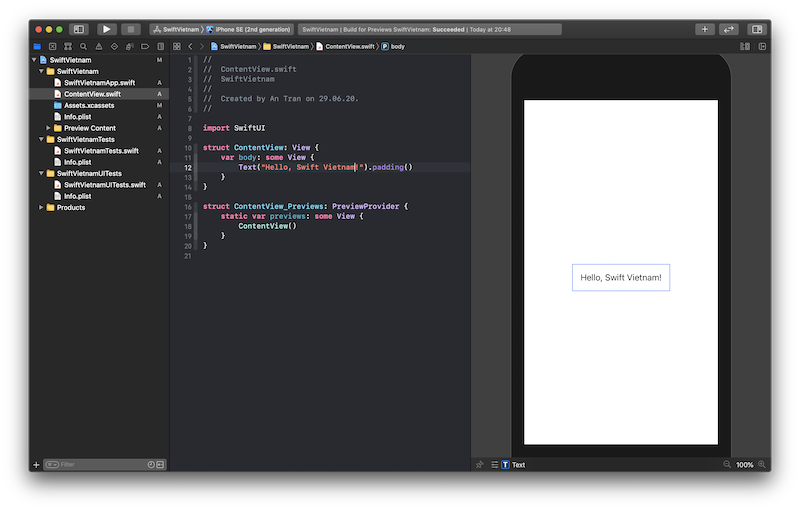 SwiftVietnam 〉 iPhone SE (2nd generation)
SwiftVietnam | Build for Previews SwiftVietnam: Succeeded | Today at 20:48
SwiftVietnam 〉 SwiftVietnam 〉 ContentView.swift 〉 P body
SwiftVietnam M
SwiftVietnam
SwiftVietnamApp.swift A
ContentView.swift A
Assets.xcassets M
Info.plist A
Preview Content A
SwiftVietnamTests
SwiftVietnamTests.swift A
Info.plist A
SwiftVietnamUITests
SwiftVietnamUITests.swift A
Info.plist A
Products
Filter
1 //
2 //  ContentView.swift
3 //  SwiftVietnam
4 //
5 //  Created by An Tran on 29.06.20.
6 //
7
8 import SwiftUI
9
10 struct ContentView: View {
11     var body: some View {
12         Text("Hello, Swift Vietnam!").padding()
13     }
14 }
15
16 struct ContentView_Previews: PreviewProvider {
17     static var previews: some View {
18         ContentView()
19     }
20 }
21
Hello, Swift Vietnam!
T Text
100%